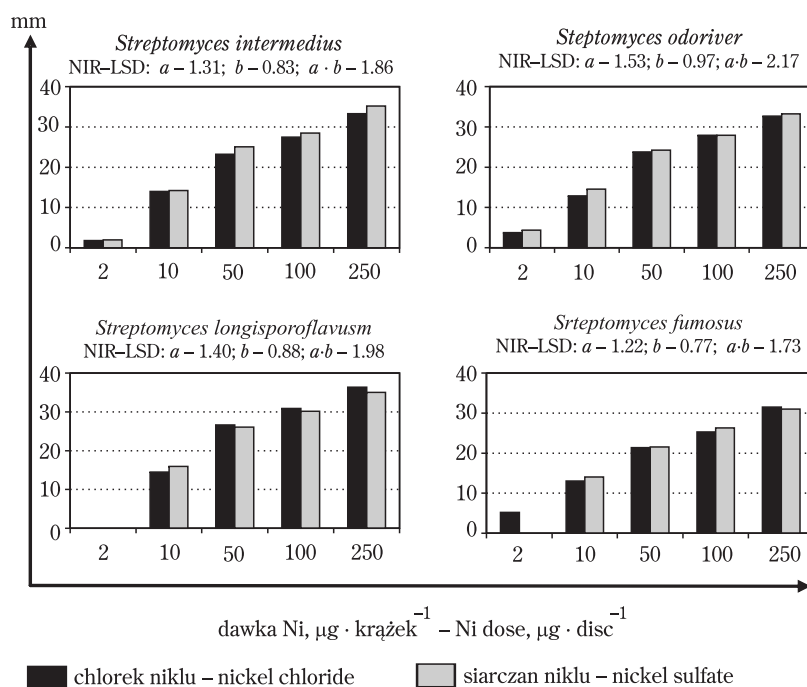 mm
Streptomyces intermedius
NIR–LSD: a – 1.31; b – 0.83; a · b – 1.86
40
30
20
10
0
2 10 50 100 250
Steptomyces odoriver
NIR–LSD: a – 1.53; b – 0.97; a·b – 2.17
40
30
20
10
0
2 10 50 100 250
Streptomyces longisporoflavusm
NIR–LSD: a – 1.40; b – 0.88; a·b – 1.98
40
30
20
10
0
2 10 50 100 250
Srteptomyces fumosus
NIR–LSD: a – 1.22; b – 0.77; a·b – 1.73
40
30
20
10
0
2 10 50 100 250
dawka Ni, µg · krążek⁻¹ – Ni dose, µg · disc⁻¹
chlorek niklu – nickel chloride
siarczan niklu – nickel sulfate